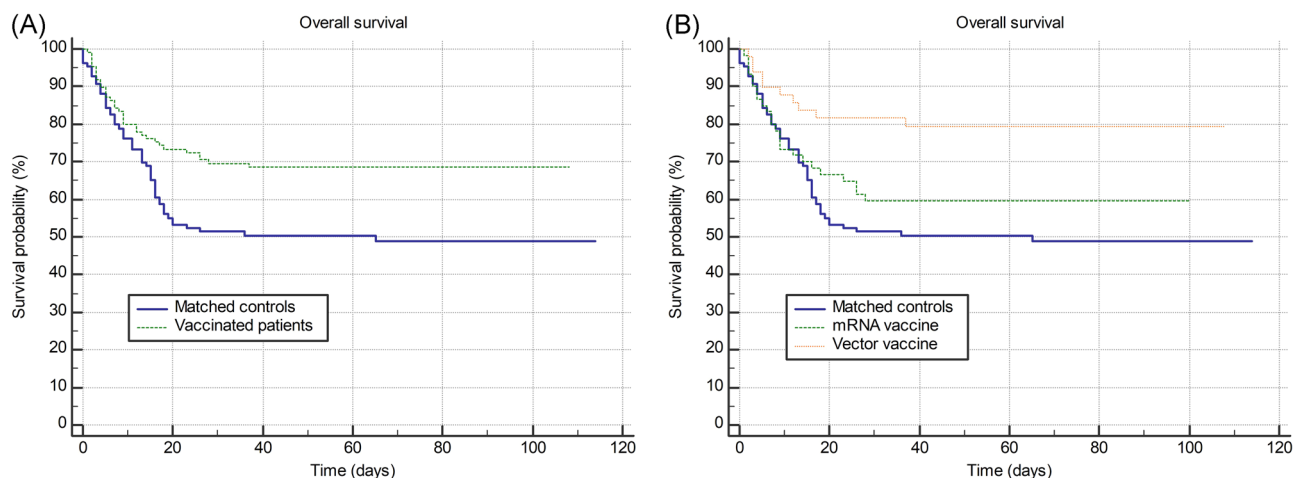 (A)
Overall survival
Survival probability (%)
100
90
80
70
60
50
40
30
20
10
0
Matched controls
Vaccinated patients
0 20 40 60 80 100 120
Time (days)
(B)
Overall survival
Survival probability (%)
100
90
80
70
60
50
40
30
20
10
0
Matched controls
mRNA vaccine
Vector vaccine
0 20 40 60 80 100 120
Time (days)